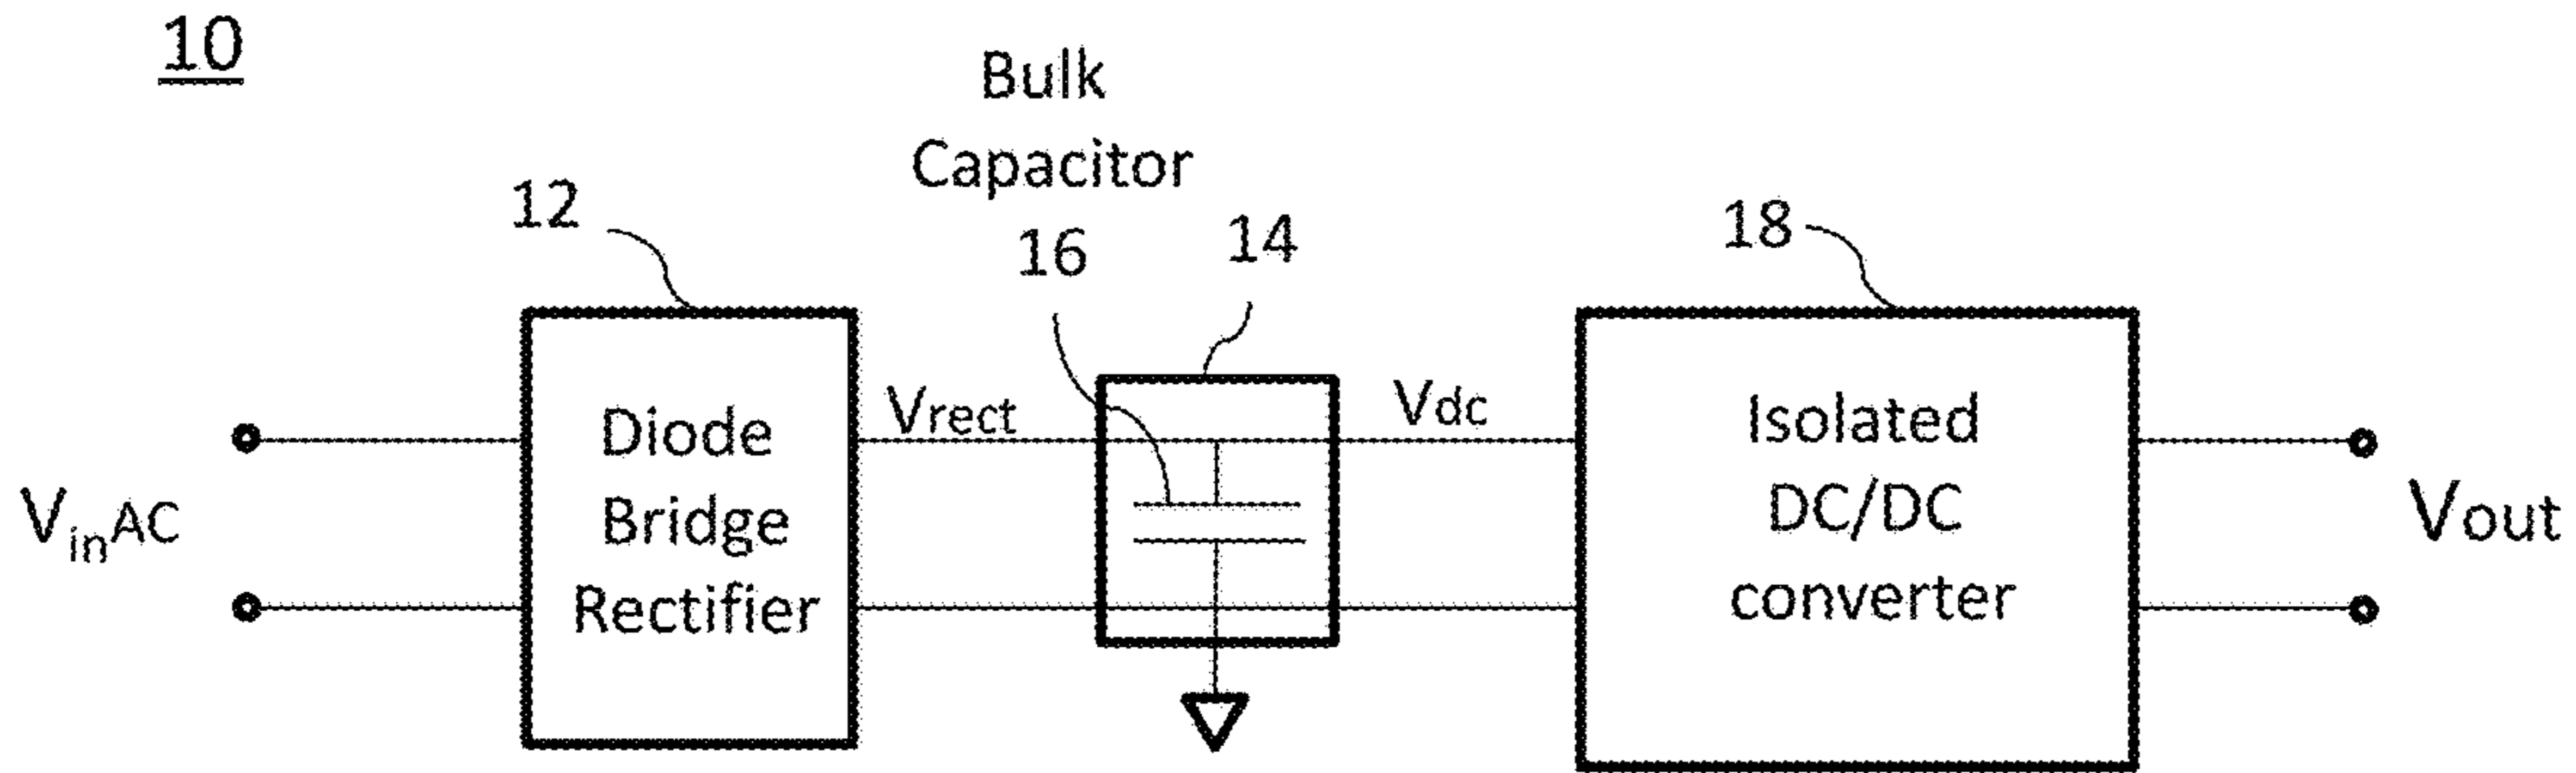 10
Bulk
Capacitor
12
16
14
18
Diode
Bridge
Rectifier
Vrect
Vdc
Isolated
DC/DC
converter
VinAC
Vout